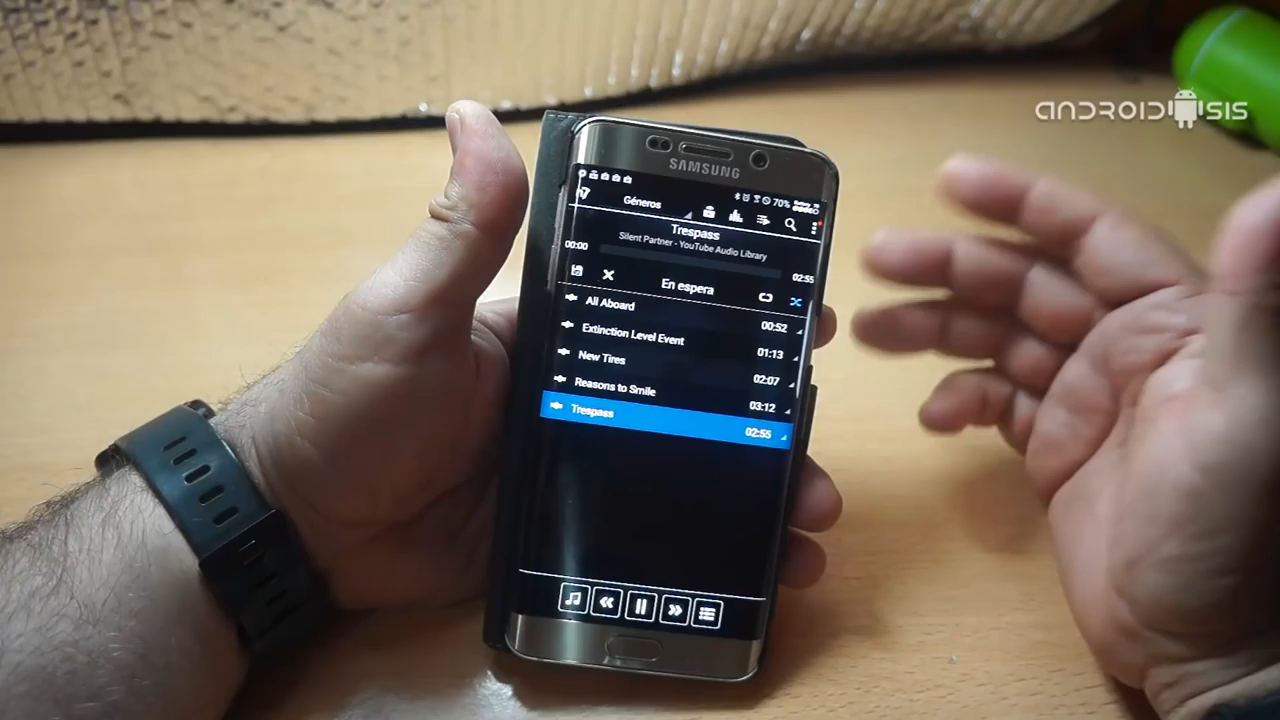 ANDROIDSIS
SAMSUNG
70%
Géneros
Trespass
Silent Partner - YouTube Audio Library
00:00
02:55
En espera
All Aboard
00:52
Extinction Level Event
01:13
New Tires
02:07
Reasons to Smile
03:12
Trespass
02:55